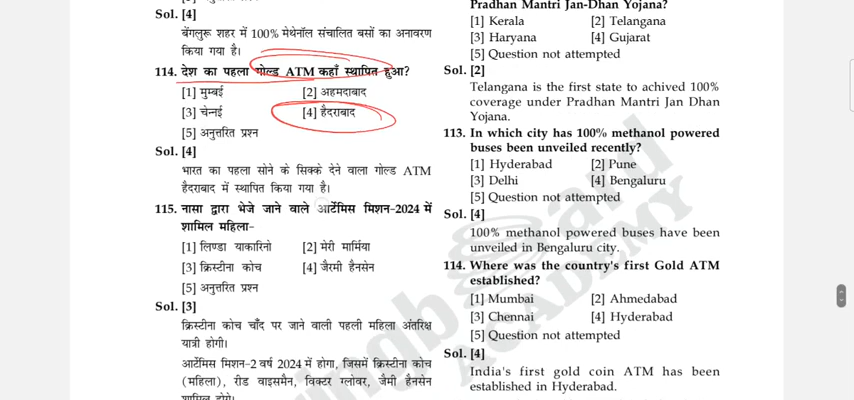 Sol. [4]
बेंगलुरू शहर में 100% मेथेनॉल संचालित बसों का अनावरण
किया गया है।
114. देश का पहला गोल्ड ATM कहाँ स्थापित हुआ?
[1] मुम्बई [2] अहमदाबाद
[3] चेन्नई [4] हैदराबाद
[5] अनुत्तरित प्रश्न
Sol. [4]
भारत का पहला सोने के सिक्के देने वाला गोल्ड ATM
हैदराबाद में स्थापित किया गया है।
115. नासा द्वारा भेजे जाने वाले आर्टेमिस मिशन-2024 में
शामिल महिला-
[1] लिण्डा याकारिनो [2] मेरी मार्मिया
[3] क्रिस्टीना कोच [4] जैरमी हैनसेन
[5] अनुत्तरित प्रश्न
Sol. [3]
क्रिस्टीना कोच चाँद पर जाने वाली पहली महिला अंतरिक्ष
यात्री होगी।
आर्टेमिस मिशन-2 वर्ष 2024 में होगा, जिसमें क्रिस्टीना कोच
(महिला), रीड वाइसमैन, विक्टर ग्लोवर, जैमी हैनसेन
शामिल होंगे।
Pradhan Mantri Jan-Dhan Yojana?
[1] Kerala [2] Telangana
[3] Haryana [4] Gujarat
[5] Question not attempted
Sol. [2]
Telangana is the first state to achived 100%
coverage under Pradhan Mantri Jan Dhan
Yojana.
113. In which city has 100% methanol powered
buses been unveiled recently?
[1] Hyderabad [2] Pune
[3] Delhi [4] Bengaluru
[5] Question not attempted
Sol. [4]
100% methanol powered buses have been
unveiled in Bengaluru city.
114. Where was the country's first Gold ATM
established?
[1] Mumbai [2] Ahmedabad
[3] Chennai [4] Hyderabad
[5] Question not attempted
Sol. [4]
India's first gold coin ATM has been
established in Hyderabad.
ACADEMY